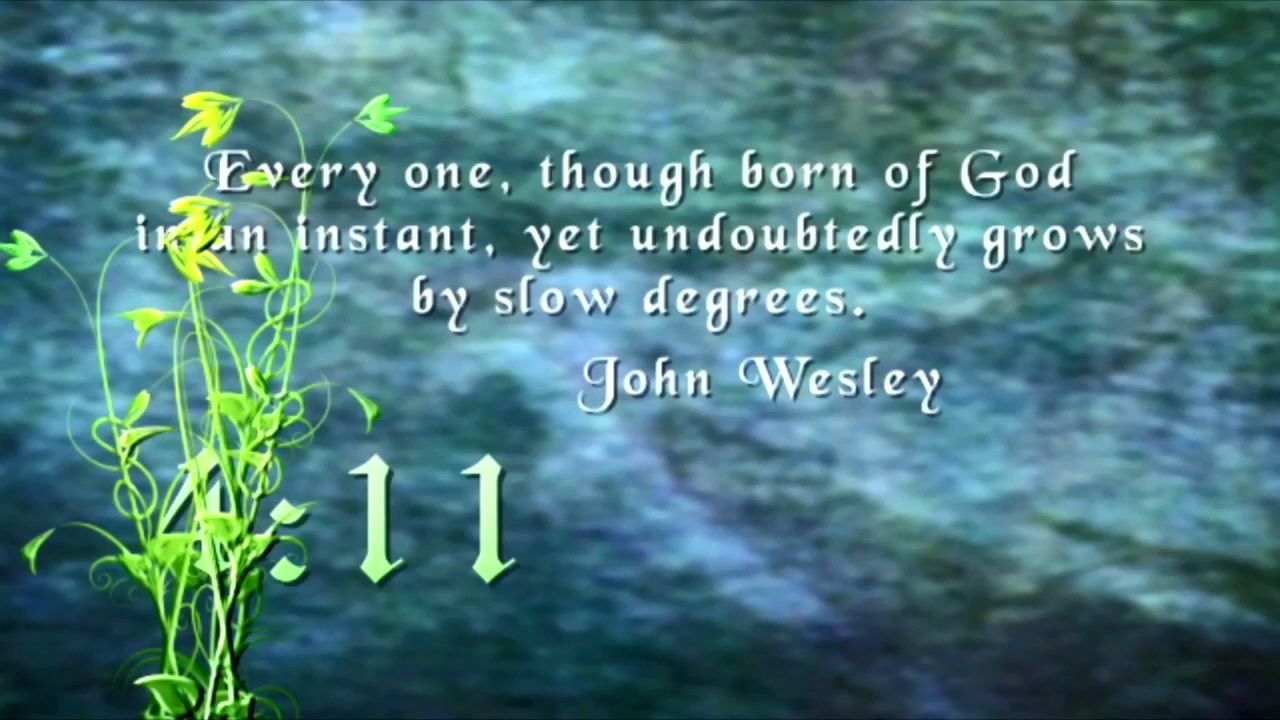 Every one, though born of God
in an instant, yet undoubtedly grows
by slow degrees.
John Wesley
4:11